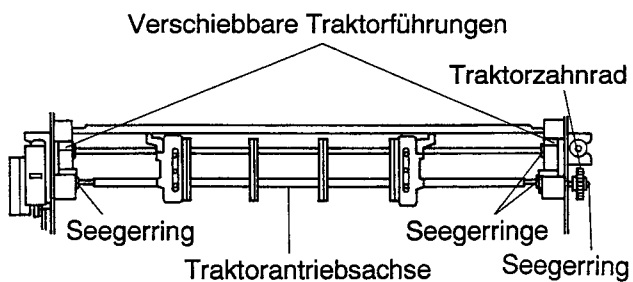 Verschiebbare Traktorführungen
Traktorzahnrad
Seegerring
Seegerringe
Seegerring
Traktorantriebsachse